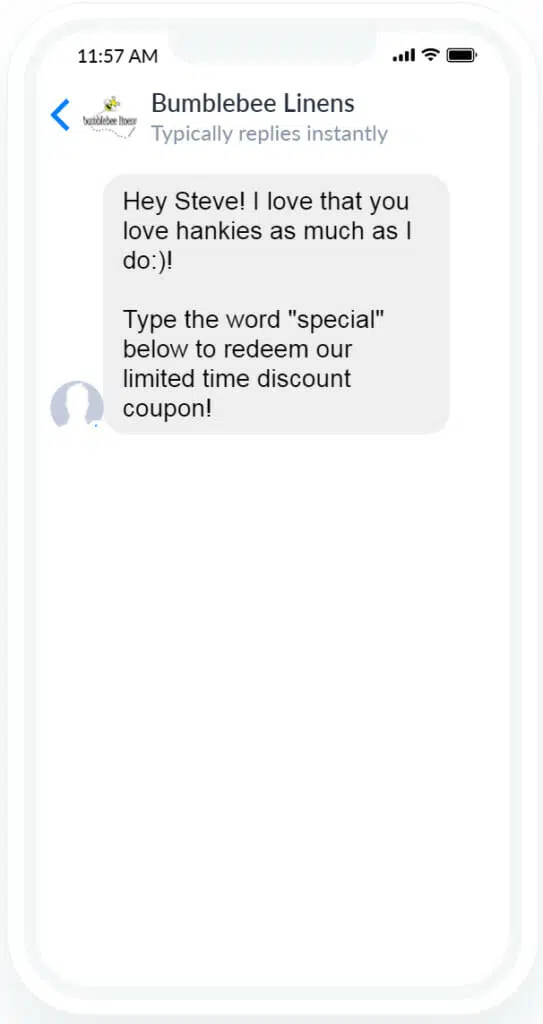 11:57 AM
Bumblebee Linens
bumblebee linens
Typically replies instantly
Hey Steve! I love that you
love hankies as much as I
do:)!
Type the word "special"
below to redeem our
limited time discount
coupon!